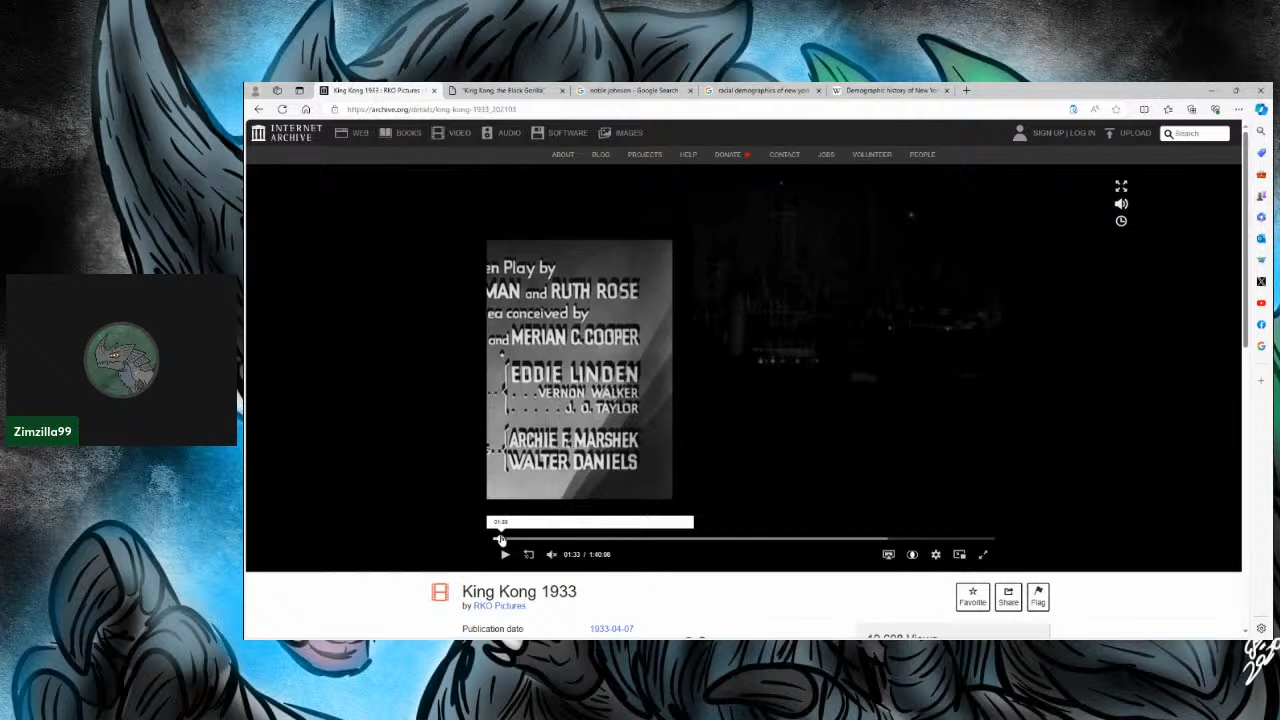 King Kong 1933 : RKO Pictures :
"King Kong, the Black Gorilla"
noble johnson - Google Search
racial demographics of new york
Demographic history of New Yo
https://archive.org/details/king-kong-1933_202103
INTERNET ARCHIVE
WEB
BOOKS
VIDEO
AUDIO
SOFTWARE
IMAGES
SIGN UP | LOG IN
UPLOAD
Search
ABOUT
BLOG
PROJECTS
HELP
DONATE
CONTACT
JOBS
VOLUNTEER
PEOPLE
en Play by
MAN and RUTH ROSE
ea conceived by
and MERIAN C. COOPER
EDDIE LINDEN
VERNON WALKER
J. O. TAYLOR
ARCHIE F. MARSHEK
WALTER DANIELS
01:33
01:33 / 1:40:08
Zimzilla99
King Kong 1933
by RKO Pictures
Favorite
Share
Flag
Publication date
1933-04-07